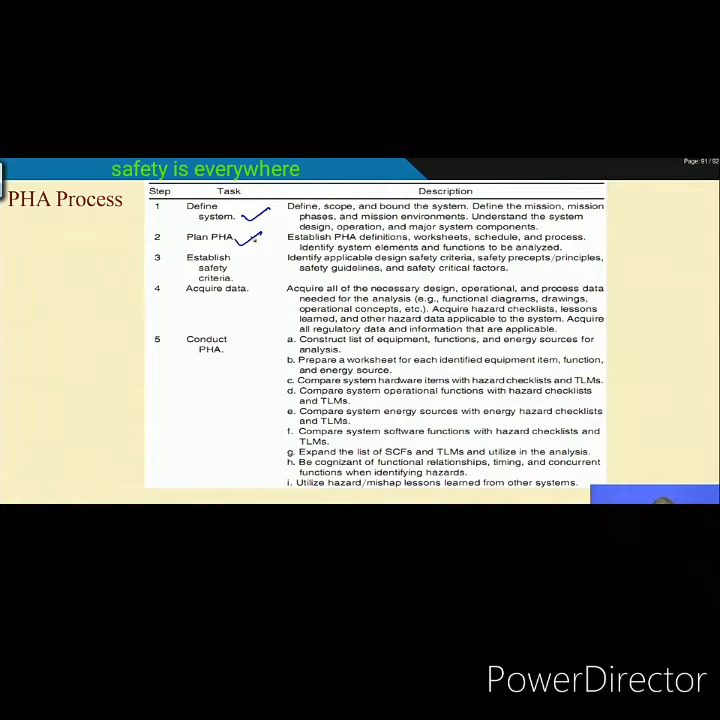 safety is everywhere
Page: 91 / 92
PHA Process
Step Task Description
1 Define Define, scope, and bound the system. Define the mission, mission
system. phases, and mission environments. Understand the system
design, operation, and major system components.
2 Plan PHA. Establish PHA definitions, worksheets, schedule, and process.
Identify system elements and functions to be analyzed.
3 Establish Identify applicable design safety criteria, safety precepts/principles,
safety safety guidelines, and safety critical factors.
criteria.
4 Acquire data. Acquire all of the necessary design, operational, and process data
needed for the analysis (e.g., functional diagrams, drawings,
operational concepts, etc.). Acquire hazard checklists, lessons
learned, and other hazard data applicable to the system. Acquire
all regulatory data and information that are applicable.
5 Conduct a. Construct list of equipment, functions, and energy sources for
PHA. analysis.
b. Prepare a worksheet for each identified equipment item, function,
and energy source.
c. Compare system hardware items with hazard checklists and TLMs.
d. Compare system operational functions with hazard checklists
and TLMs.
e. Compare system energy sources with energy hazard checklists
and TLMs.
f. Compare system software functions with hazard checklists and
TLMs.
g. Expand the list of SCFs and TLMs and utilize in the analysis.
h. Be cognizant of functional relationships, timing, and concurrent
functions when identifying hazards.
i. Utilize hazard/mishap lessons learned from other systems.
PowerDirector